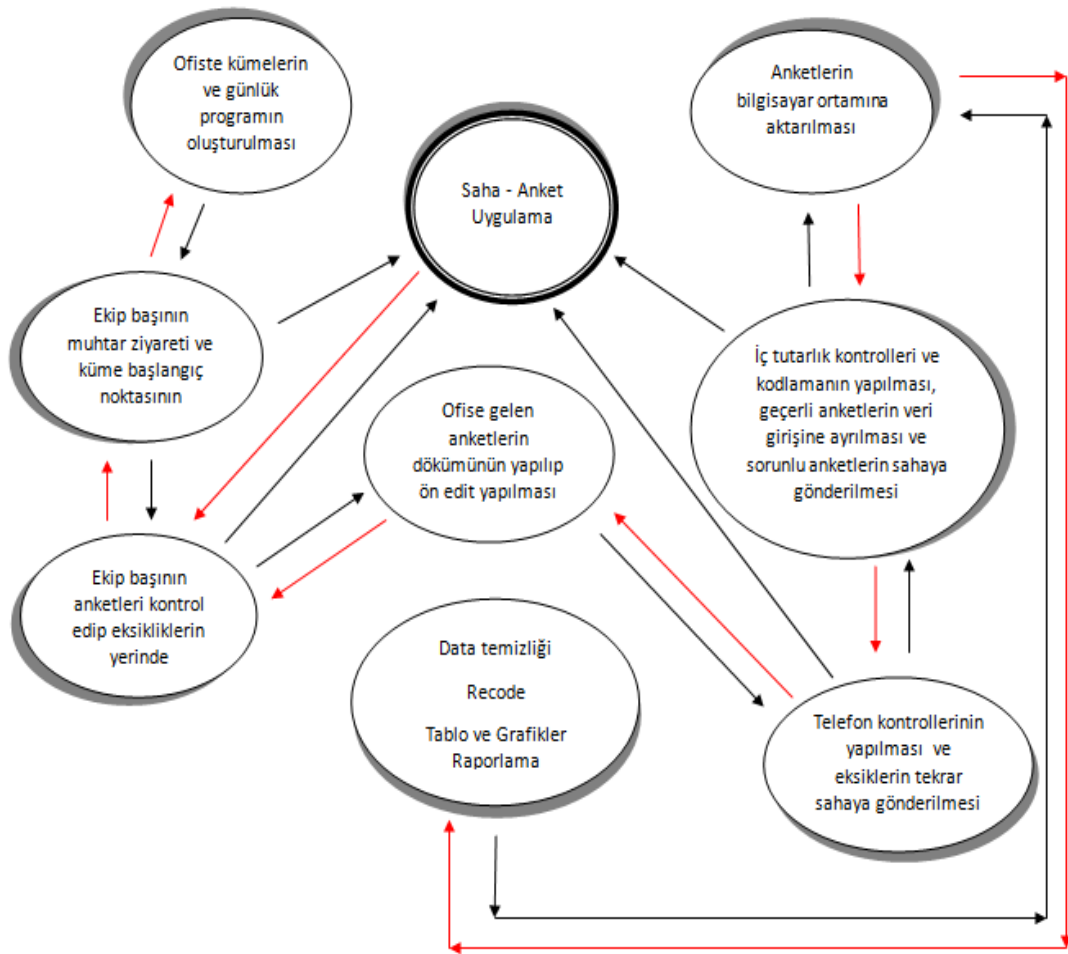 Ofiste kümelerin
ve günlük
programın
oluşturulması
Anketlerin
bilgisayar ortamına
aktarılması
Saha - Anket
Uygulama
Ekip başının
muhtar ziyareti ve
küme başlangıç
noktasının
İç tutarlık kontrolleri ve
kodlamanın yapılması,
geçerli anketlerin veri
girişine ayrılması ve
sorunlu anketlerin sahaya
gönderilmesi
Ofise gelen
anketlerin
dökümünün yapılıp
ön edit yapılması
Ekip başının
anketleri kontrol
edip eksikliklerin
yerinde
Data temizliği
Recode
Tablo ve Grafikler
Raporlama
Telefon kontrollerinin
yapılması ve
eksiklerin tekrar
sahaya gönderilmesi